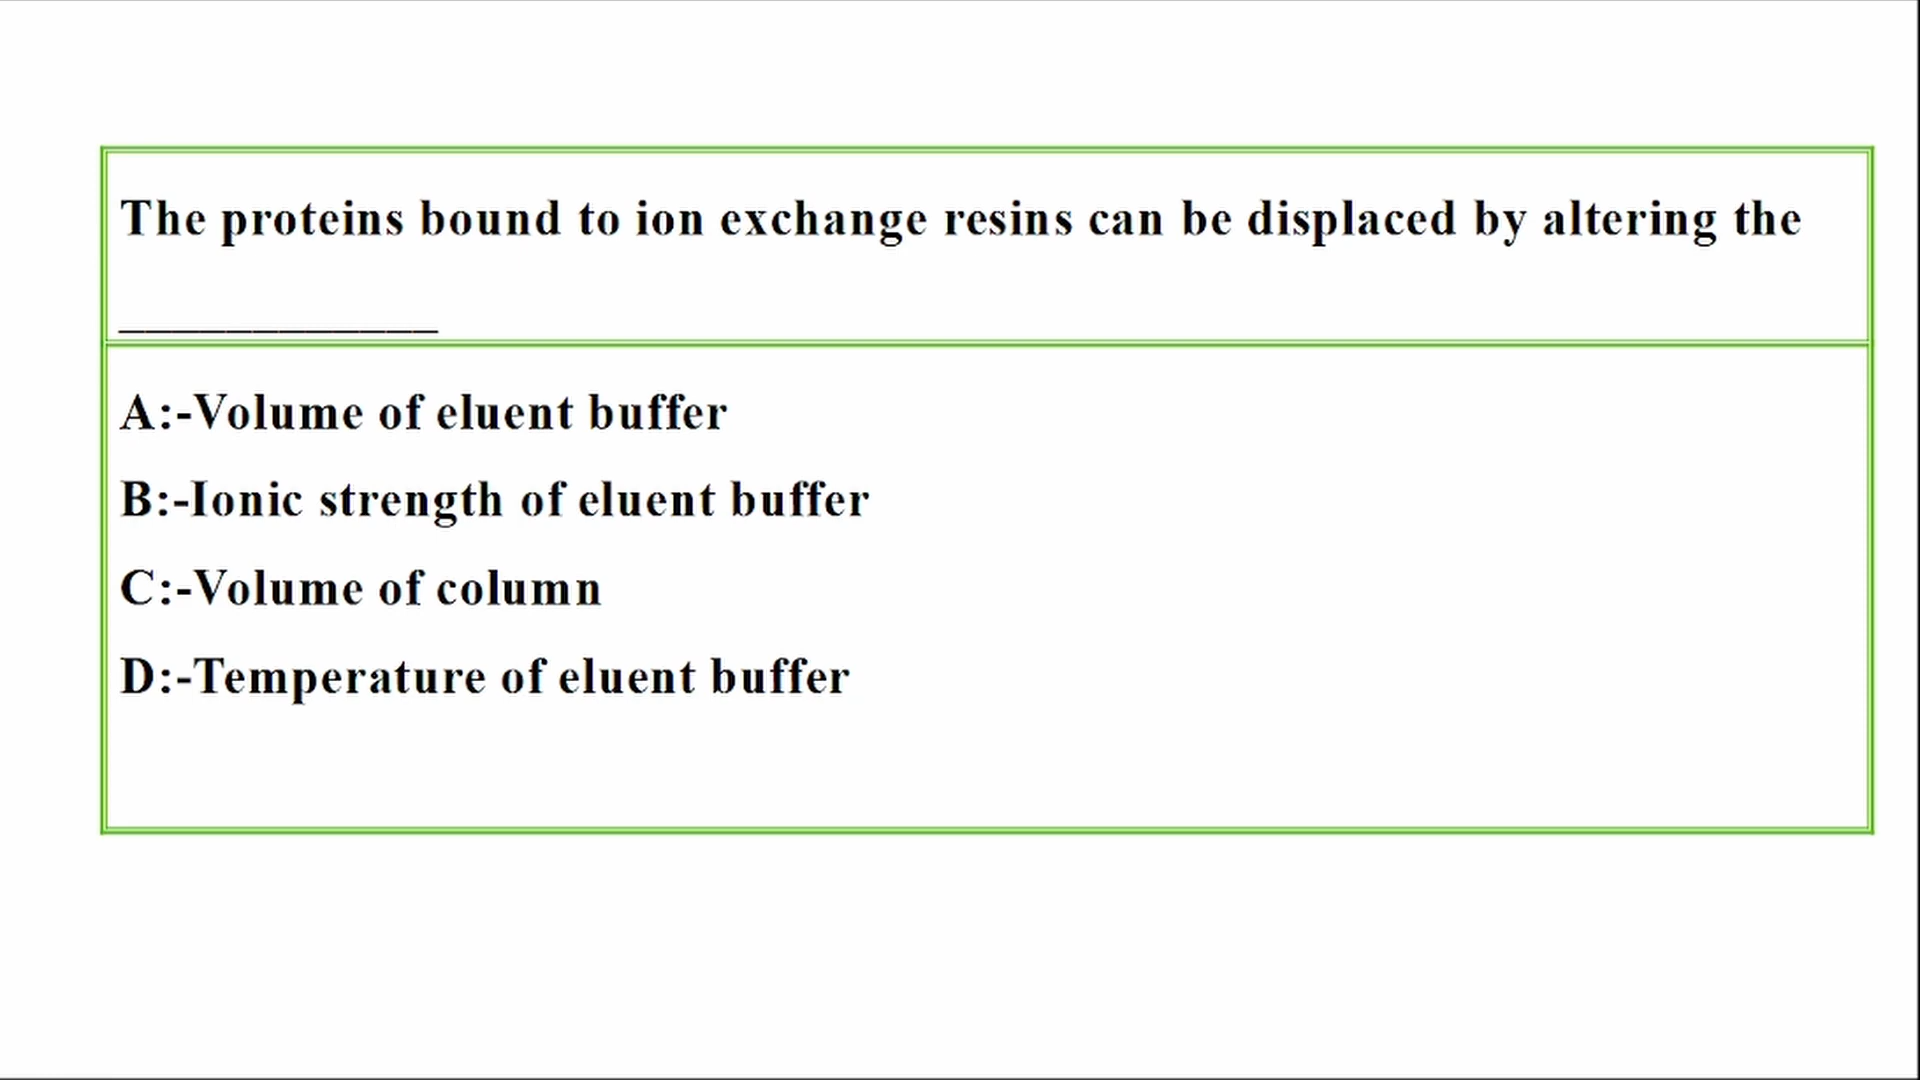 The proteins bound to ion exchange resins can be displaced by altering the
____________
A:-Volume of eluent buffer
B:-Ionic strength of eluent buffer
C:-Volume of column
D:-Temperature of eluent buffer